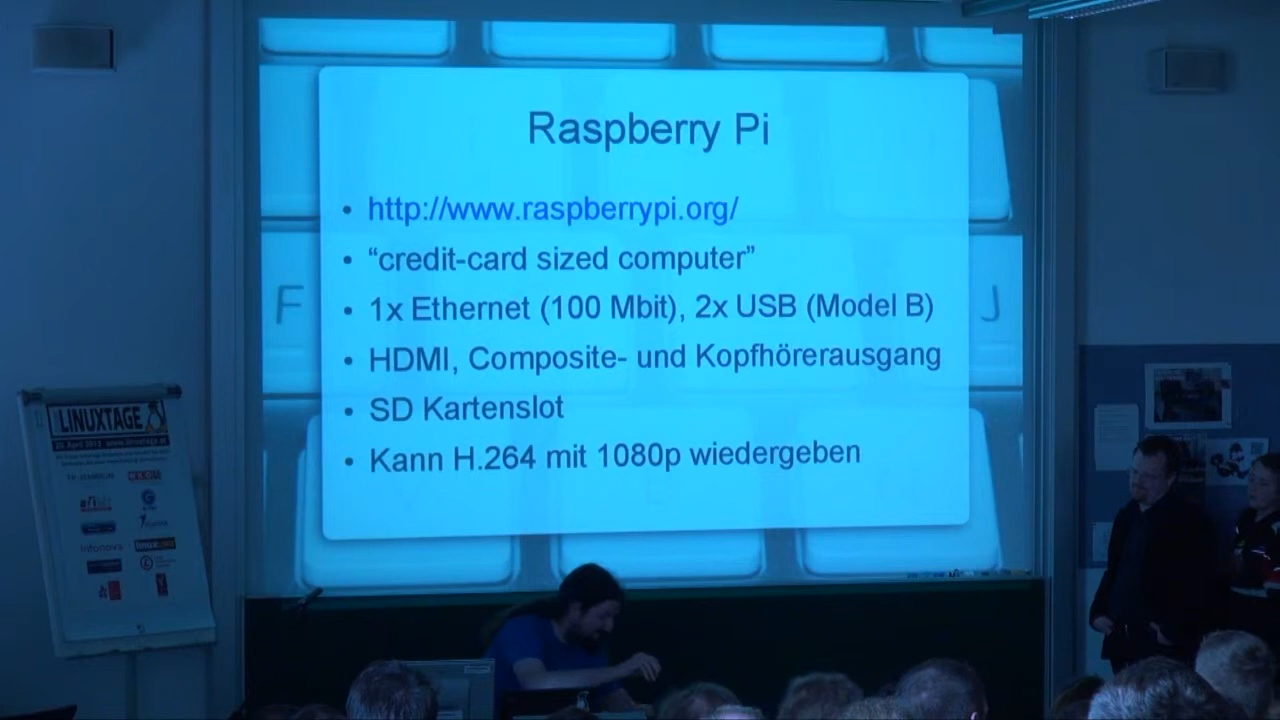 Raspberry Pi
• http://www.raspberrypi.org/
• “credit-card sized computer”
• 1x Ethernet (100 Mbit), 2x USB (Model B)
• HDMI, Composite- und Kopfhörerausgang
• SD Kartenslot
• Kann H.264 mit 1080p wiedergeben
F
J
LINUXTAGE
infonova